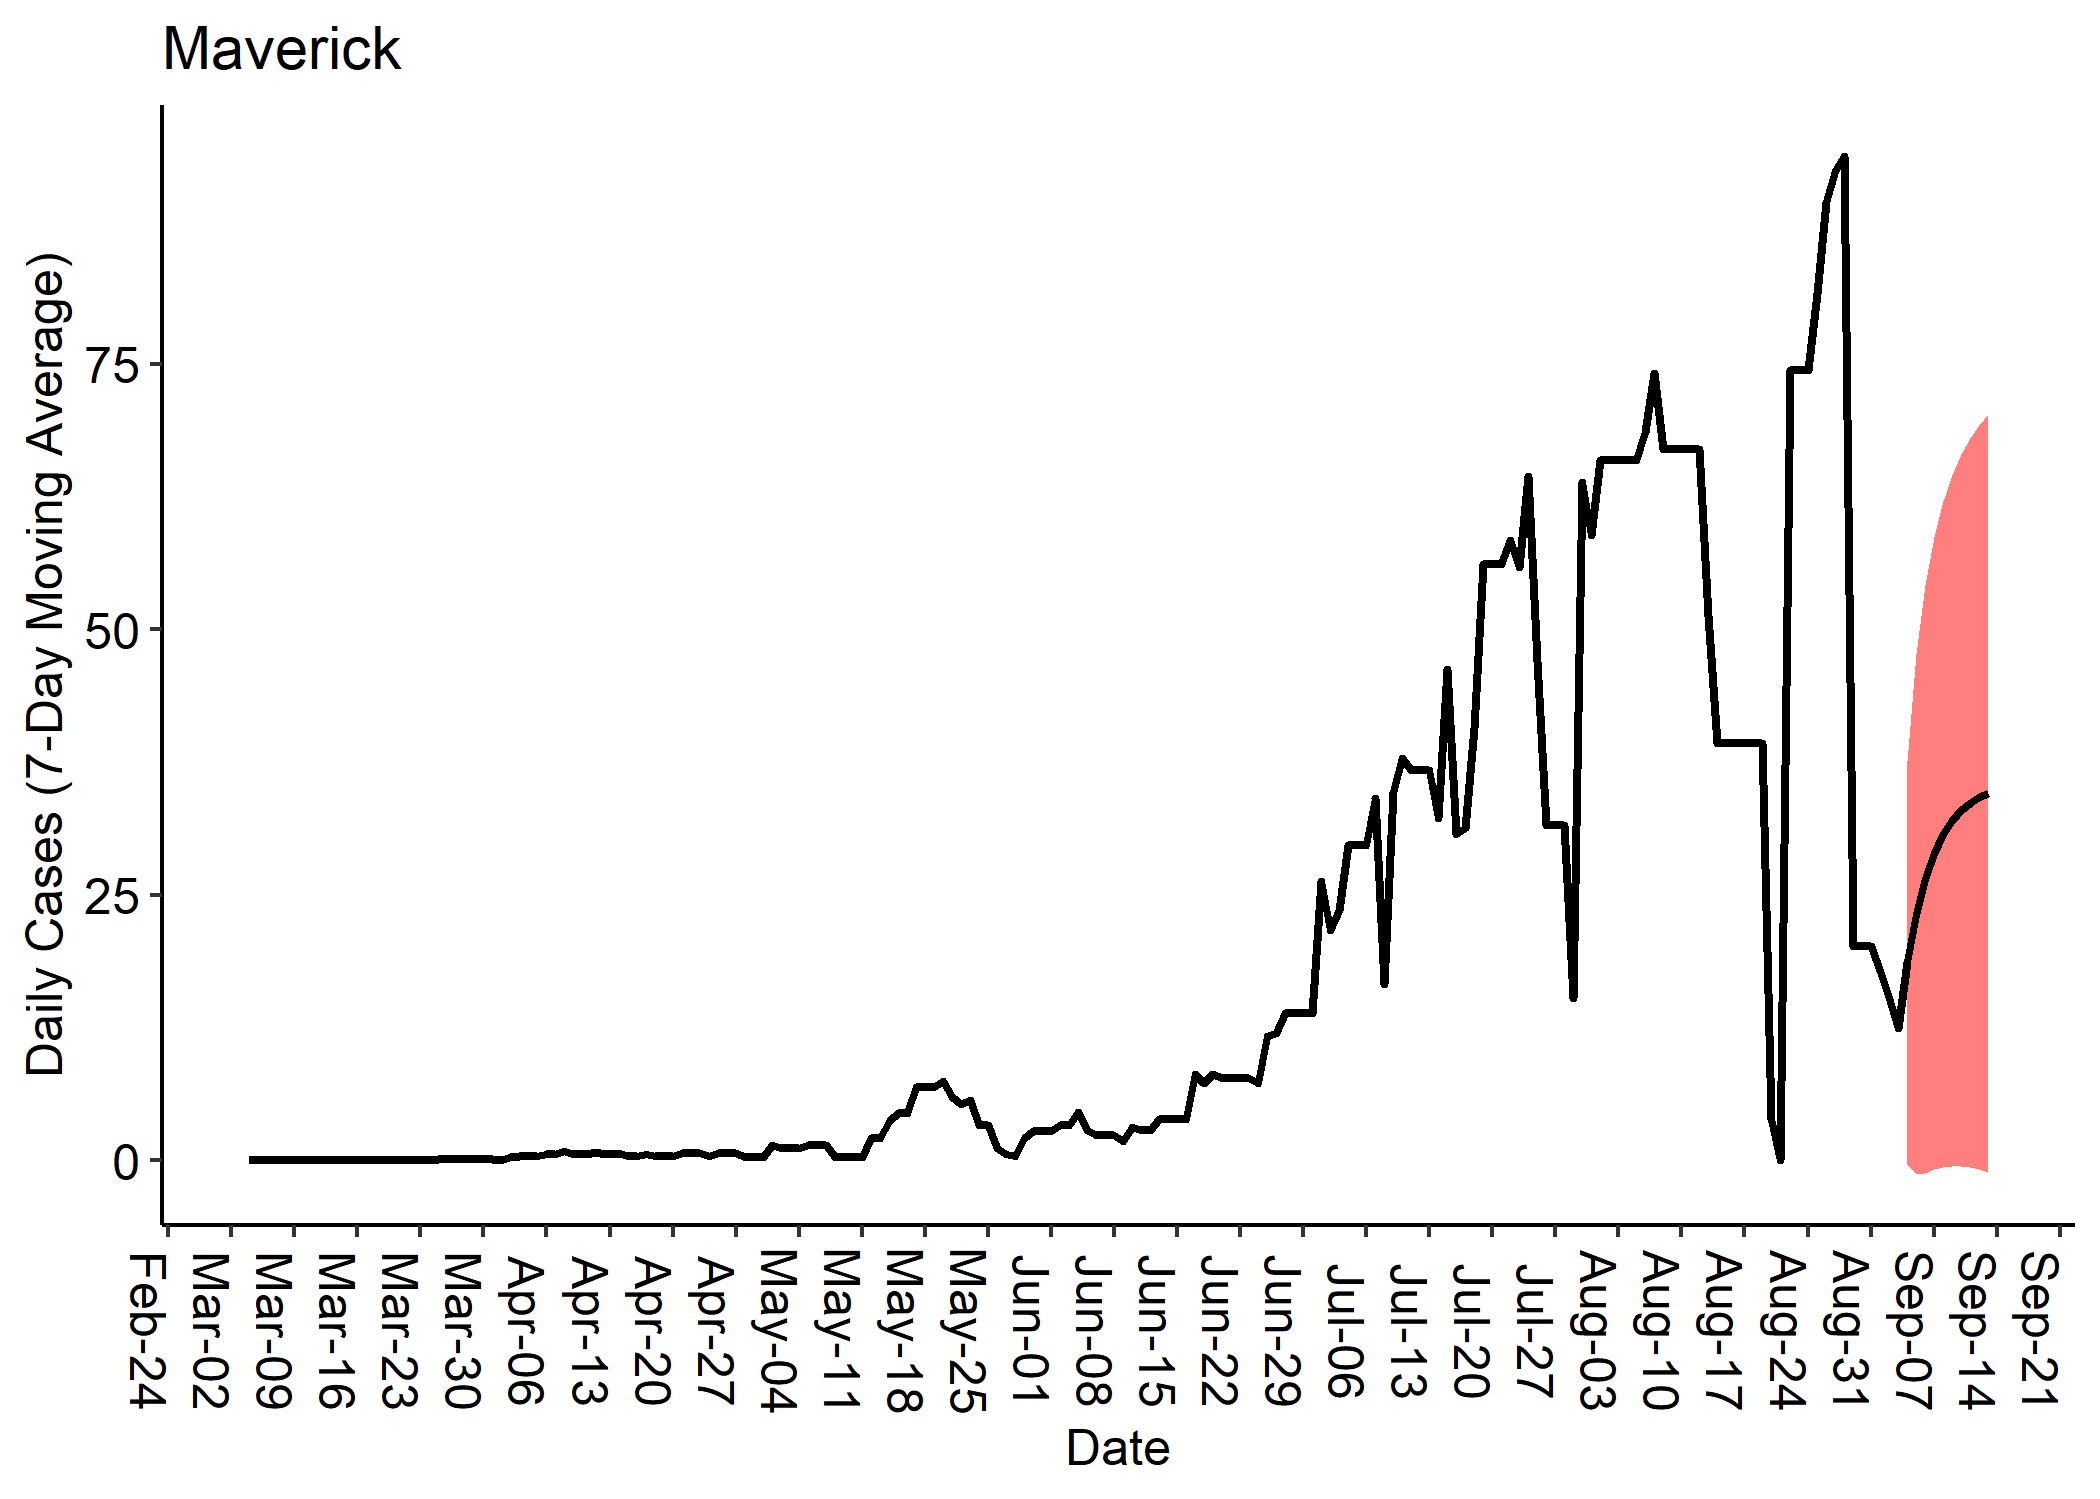 Maverick
Daily Cases (7-Day Moving Average)
75
50
25
0
Feb-24
Mar-02
Mar-09
Mar-16
Mar-23
Mar-30
Apr-06
Apr-13
Apr-20
Apr-27
May-04
May-11
May-18
May-25
Jun-01
Jun-08
Jun-15
Jun-22
Jun-29
Jul-06
Jul-13
Jul-20
Jul-27
Aug-03
Aug-10
Aug-17
Aug-24
Aug-31
Sep-07
Sep-14
Sep-21
Date